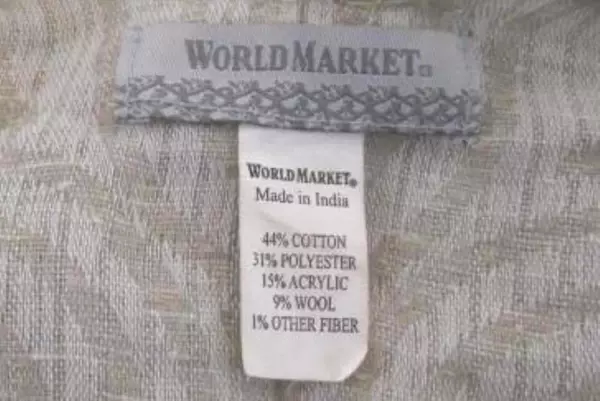 WORLD MARKET®
WORLD MARKET®
Made in India
44% COTTON
31% POLYESTER
15% ACRYLIC
9% WOOL
1% OTHER FIBER